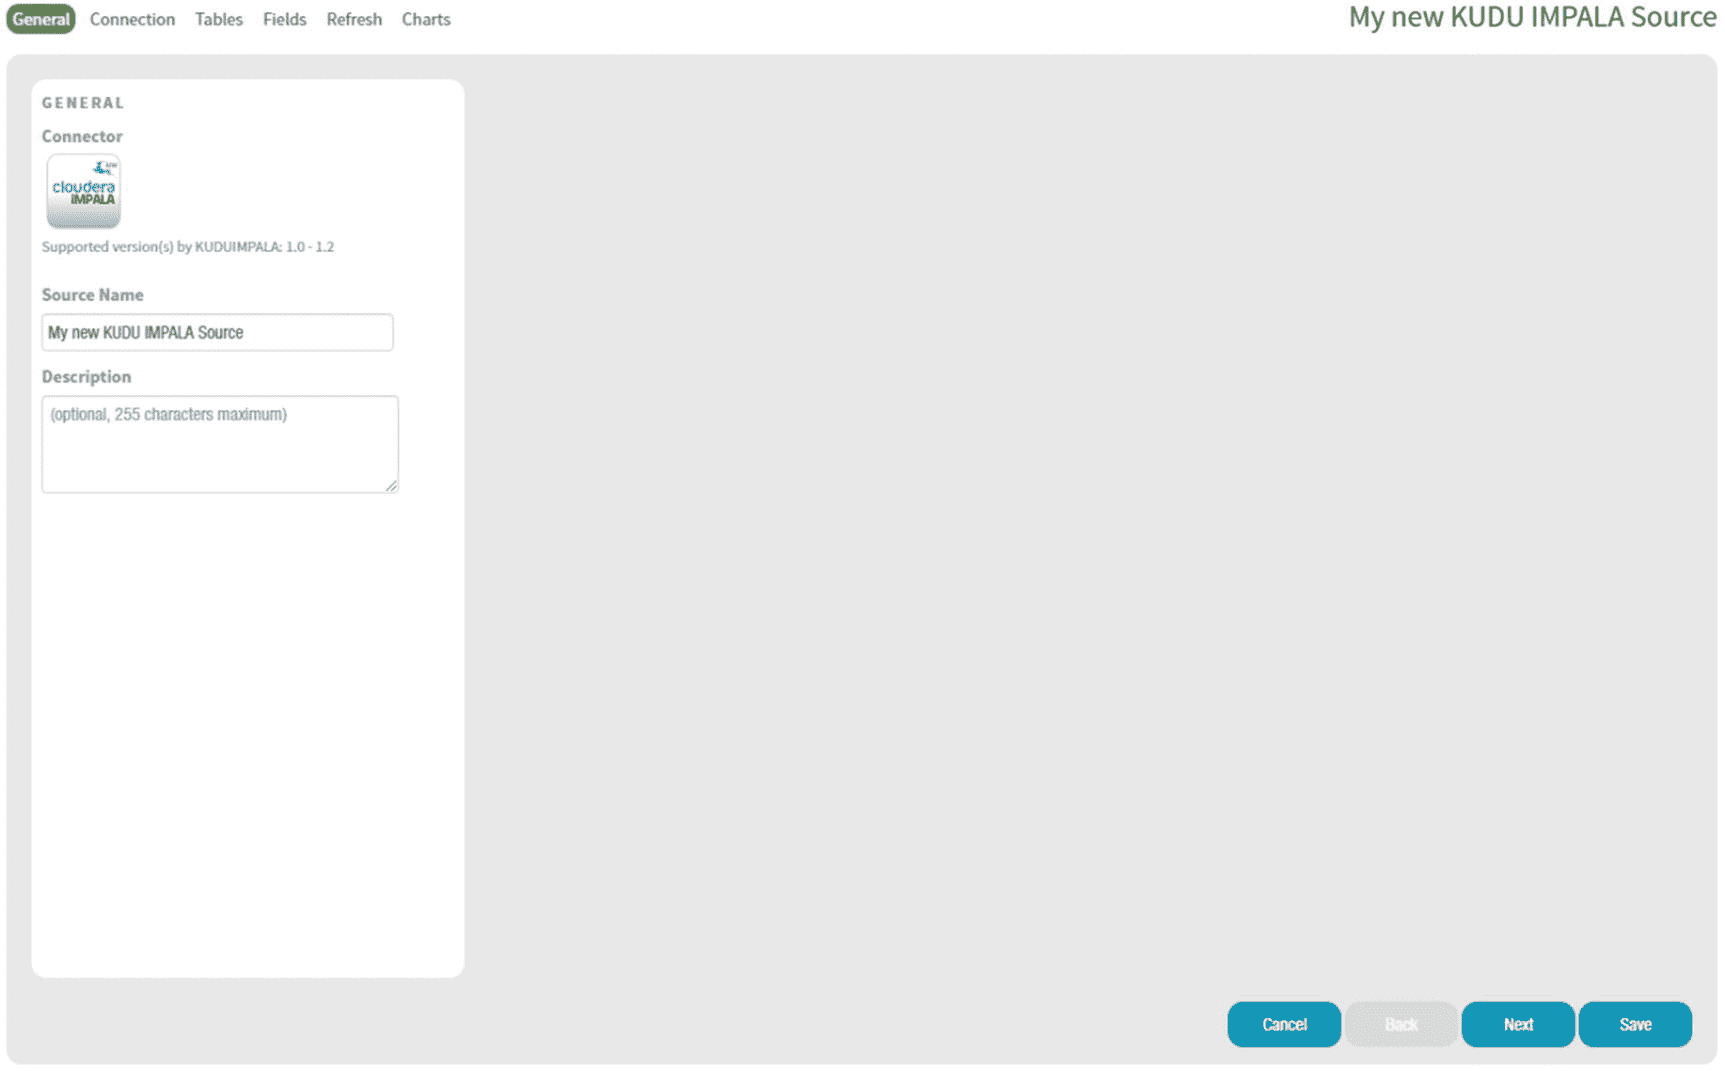 General Connection Tables Fields Refresh Charts
My new KUDU IMPALA Source
GENERAL
Connector
cloudera
IMPALA
Supported version(s) by KUDUIMPALA: 1.0 - 1.2
Source Name
My new KUDU IMPALA Source
Description
(optional, 255 characters maximum)
Cancel Back Next Save